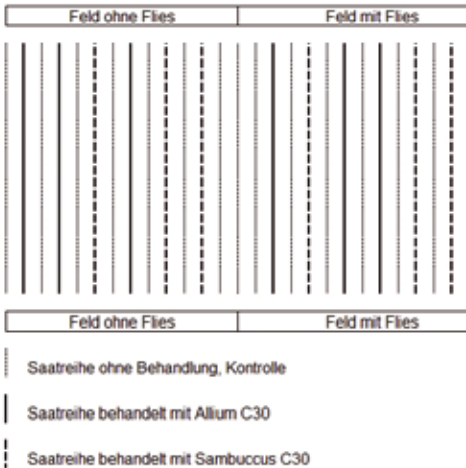 Feld ohne Flies Feld mit Flies
Feld ohne Flies Feld mit Flies
Saatreihe ohne Behandlung, Kontrolle
Saatreihe behandelt mit Allium C30
Saatreihe behandelt mit Sambuccus C30